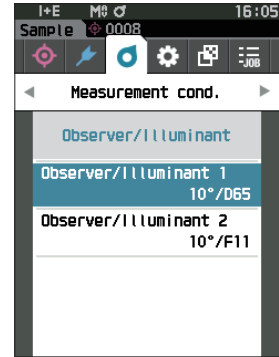 I+E M0 16:05
Sample 0008
JOB
Measurement cond.
Observer/Illuminant
Observer/Illuminant 1
10°/D65
Observer/Illuminant 2
10°/F11